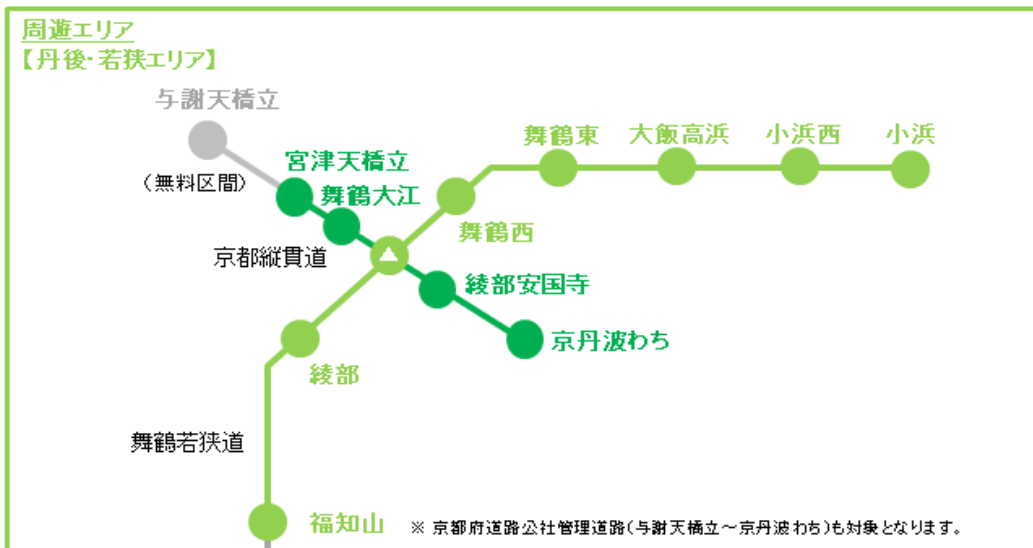 周遊エリア
【丹後・若狭エリア】
与謝天橋立
舞鶴東
大飯高浜
小浜西
小浜
宮津天橋立
(無料区間)
舞鶴大江
舞鶴西
京都縦貫道
綾部安国寺
京丹波わち
綾部
舞鶴若狭道
福知山
※ 京都府道路公社管理道路(与謝天橋立~京丹波わち)も対象となります。